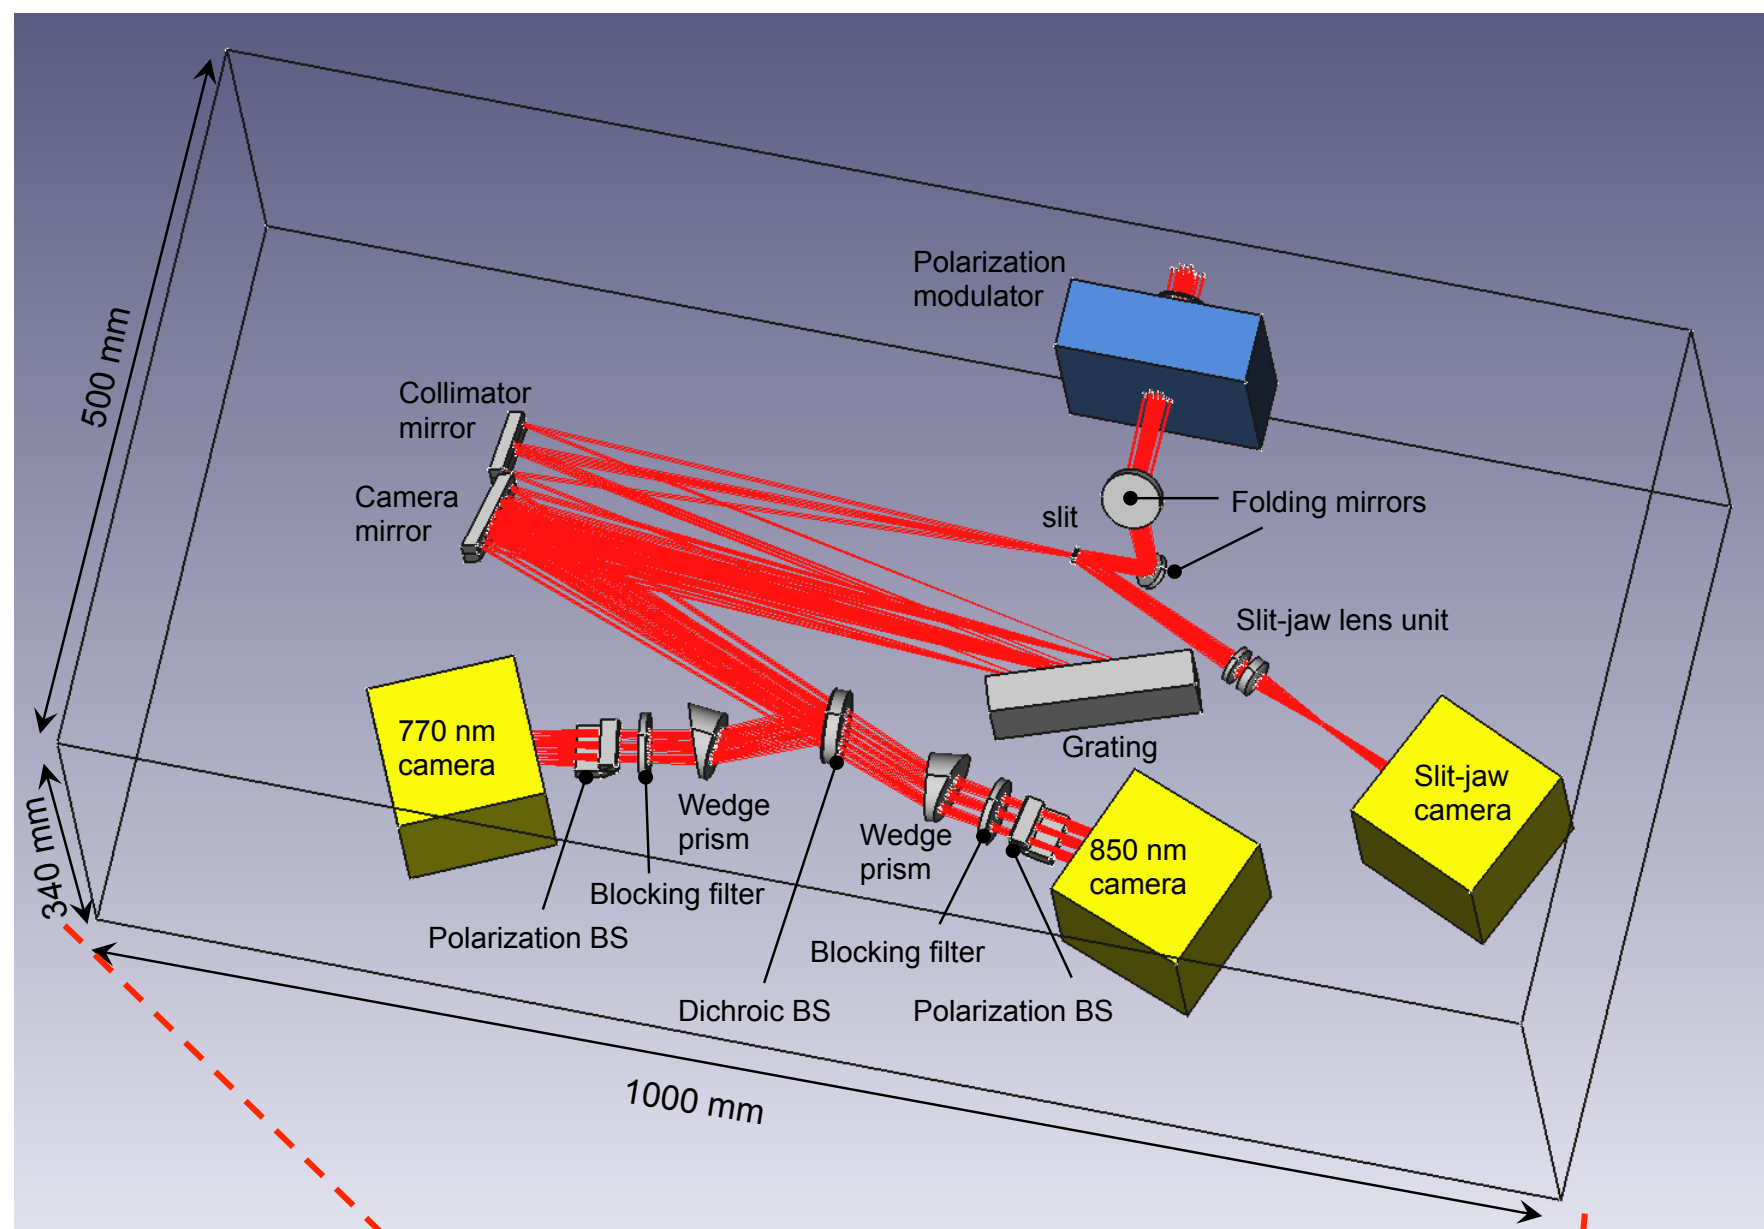 500 mm
Polarization
modulator
Collimator
mirror
Camera
mirror
slit
Folding mirrors
Slit-jaw lens unit
770 nm
camera
Grating
Slit-jaw
camera
Wedge
prism
Wedge
prism
850 nm
camera
340 mm
Blocking filter
Polarization BS
Blocking filter
Dichroic BS
Polarization BS
1000 mm